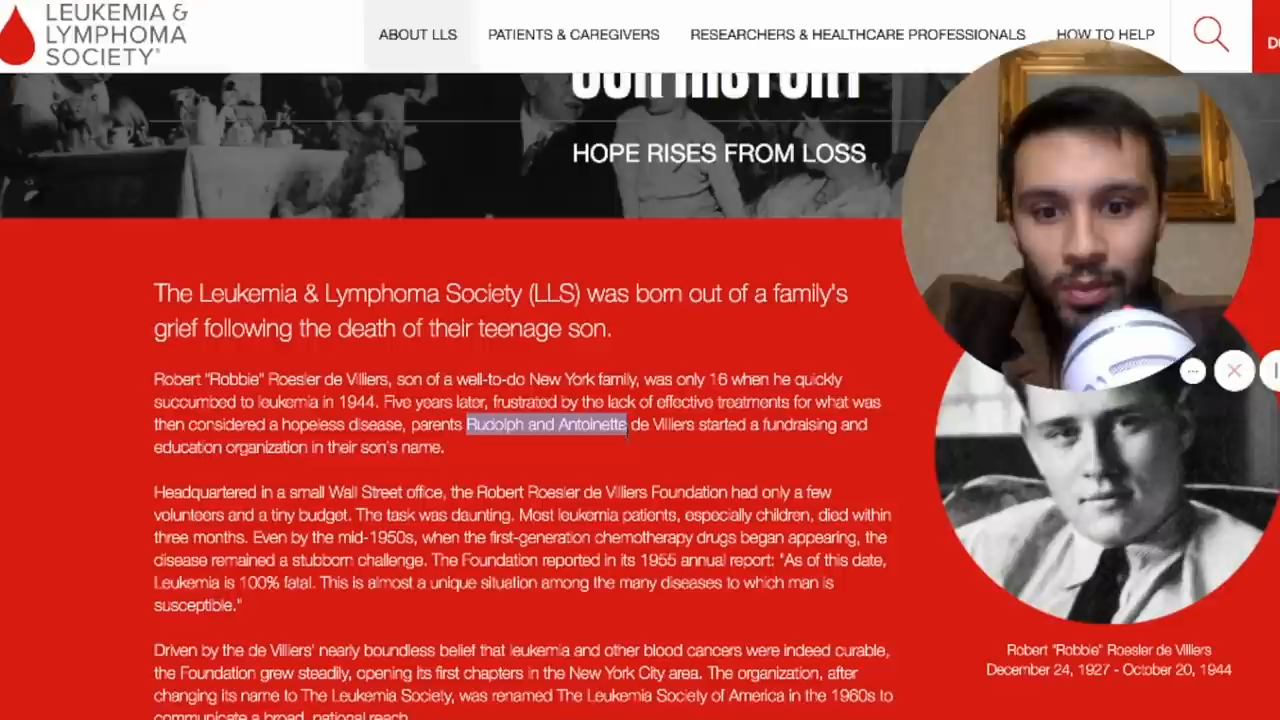 LEUKEMIA &
LYMPHOMA
SOCIETY®
ABOUT LLS
PATIENTS & CAREGIVERS
RESEARCHERS & HEALTHCARE PROFESSIONALS
HOW TO HELP
OUR HISTORY
HOPE RISES FROM LOSS
The Leukemia & Lymphoma Society (LLS) was born out of a family's
grief following the death of their teenage son.
Robert "Robbie" Roesler de Villiers, son of a well-to-do New York family, was only 16 when he quickly
succumbed to leukemia in 1944. Five years later, frustrated by the lack of effective treatments for what was
then considered a hopeless disease, parents Rudolph and Antoinette de Villiers started a fundraising and
education organization in their son's name.
Headquartered in a small Wall Street office, the Robert Roesler de Villiers Foundation had only a few
volunteers and a tiny budget. The task was daunting. Most leukemia patients, especially children, died within
three months. Even by the mid-1950s, when the first-generation chemotherapy drugs began appearing, the
disease remained a stubborn challenge. The Foundation reported in its 1955 annual report: "As of this date,
Leukemia is 100% fatal. This is almost a unique situation among the many diseases to which man is
susceptible."
Driven by the de Villiers' nearly boundless belief that leukemia and other blood cancers were indeed curable,
the Foundation grew steadily, opening its first chapters in the New York City area. The organization, after
changing its name to The Leukemia Society, was renamed The Leukemia Society of America in the 1960s to
communicate a broad, national reach.
Robert "Robbie" Roesler de Villiers
December 24, 1927 - October 20, 1944